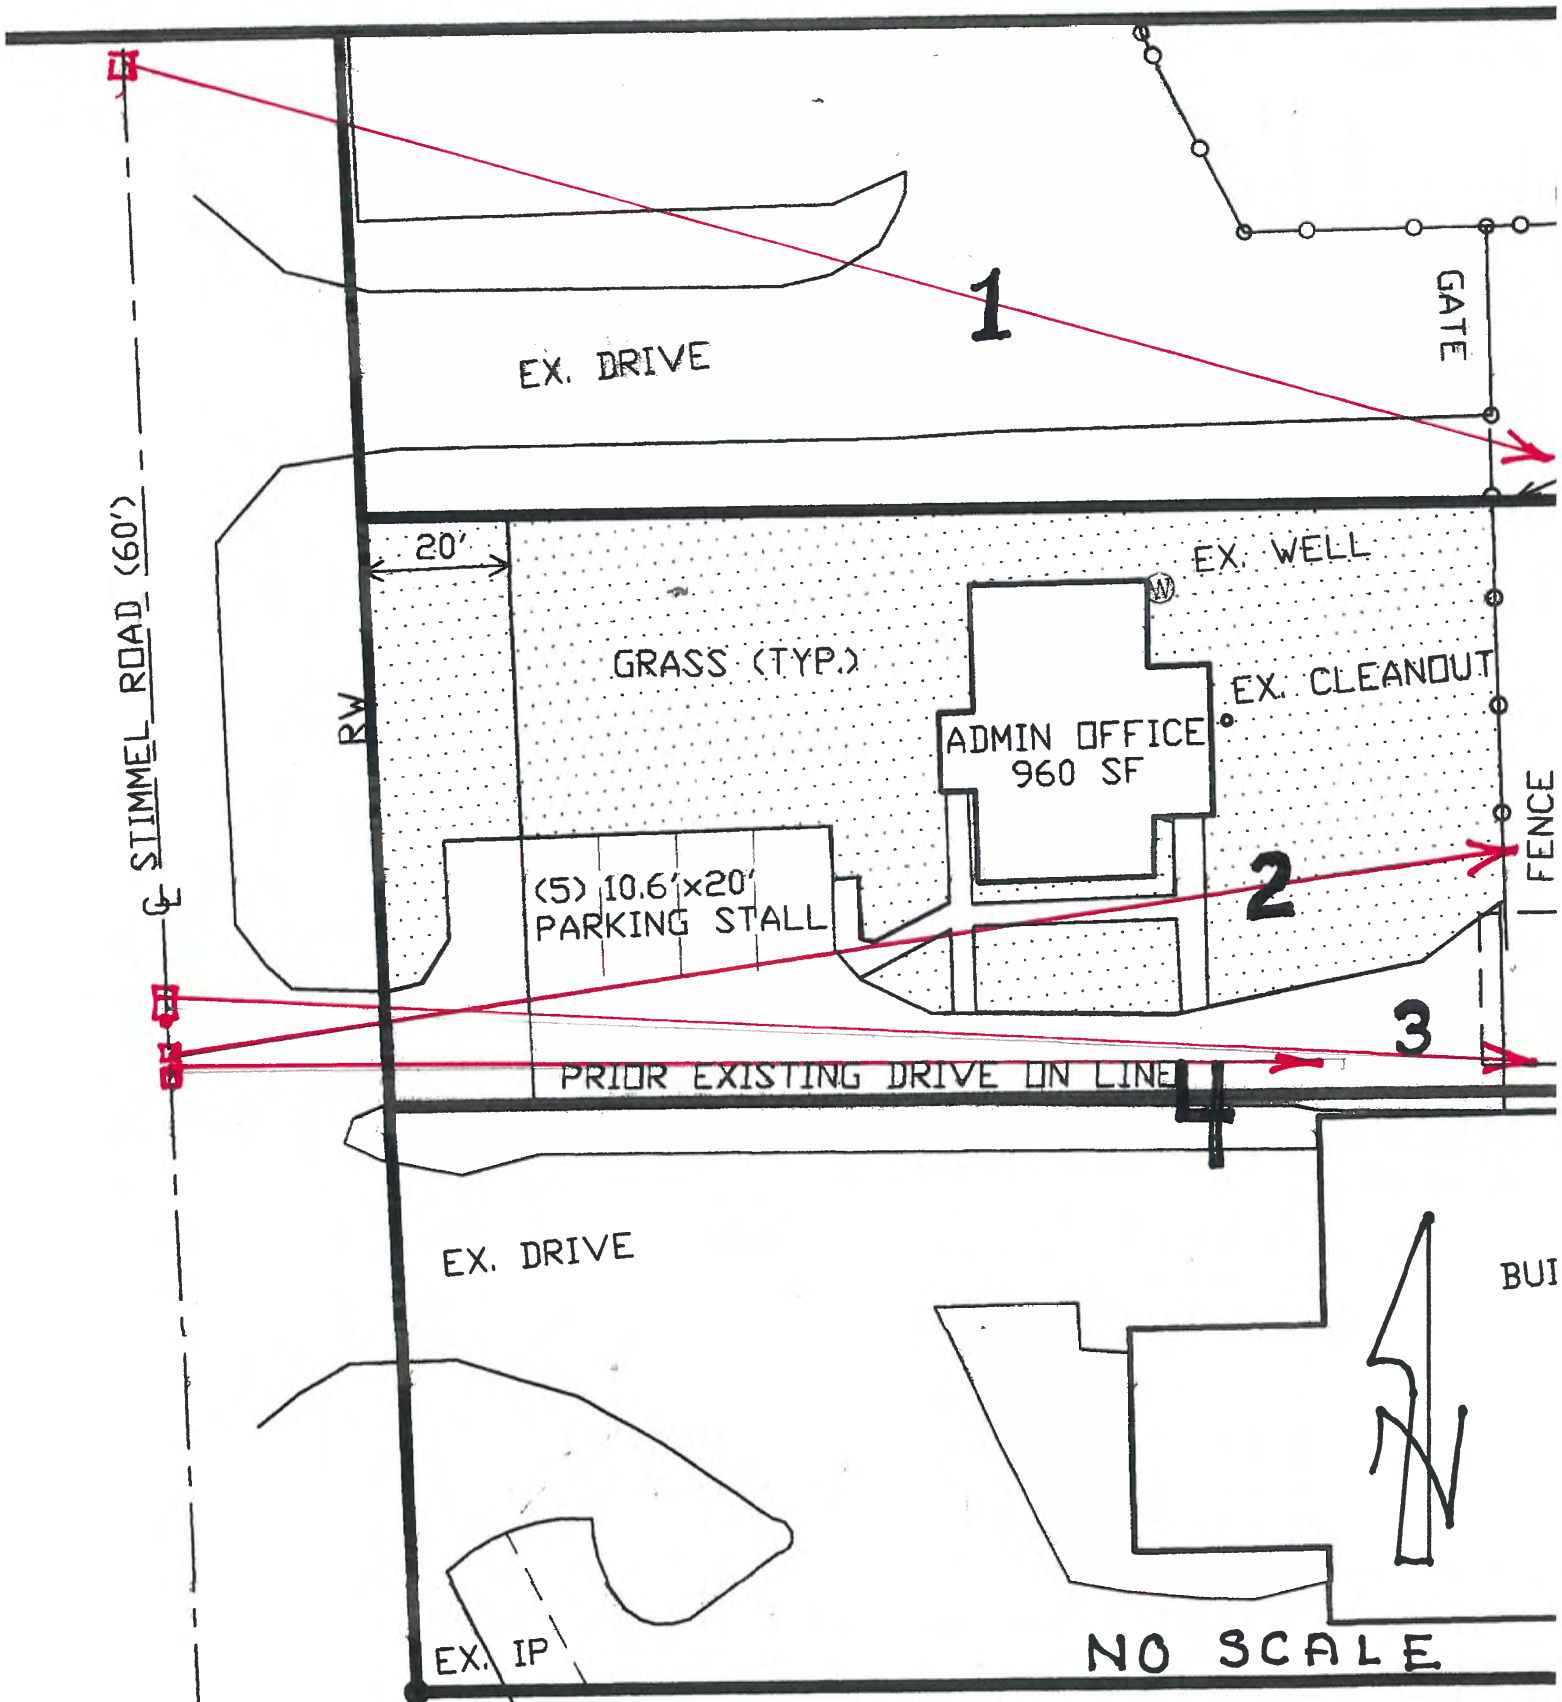 1
GATE
EX. DRIVE
STIMMEL ROAD (60')
20'
EX. WELL
W
GRASS (TYP.)
EX. CLEANOUT
RW
ADMIN OFFICE
960 SF
FENCE
2
(5) 10.6'x20'
PARKING STALL
3
PRIOR EXISTING DRIVE ON LINE
4
EX. DRIVE
BUI
N
EX. IP
NO SCALE